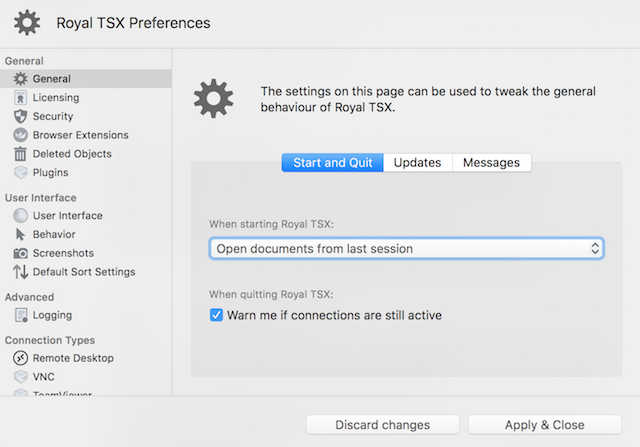 Royal TSX Preferences
General
General
Licensing
Security
Browser Extensions
Deleted Objects
Plugins
User Interface
User Interface
Behavior
Screenshots
Default Sort Settings
Advanced
Logging
Connection Types
Remote Desktop
VNC
TeamViewer
The settings on this page can be used to tweak the general
behaviour of Royal TSX.
Start and Quit
Updates
Messages
When starting Royal TSX:
Open documents from last session
When quitting Royal TSX:
Warn me if connections are still active
Discard changes
Apply & Close